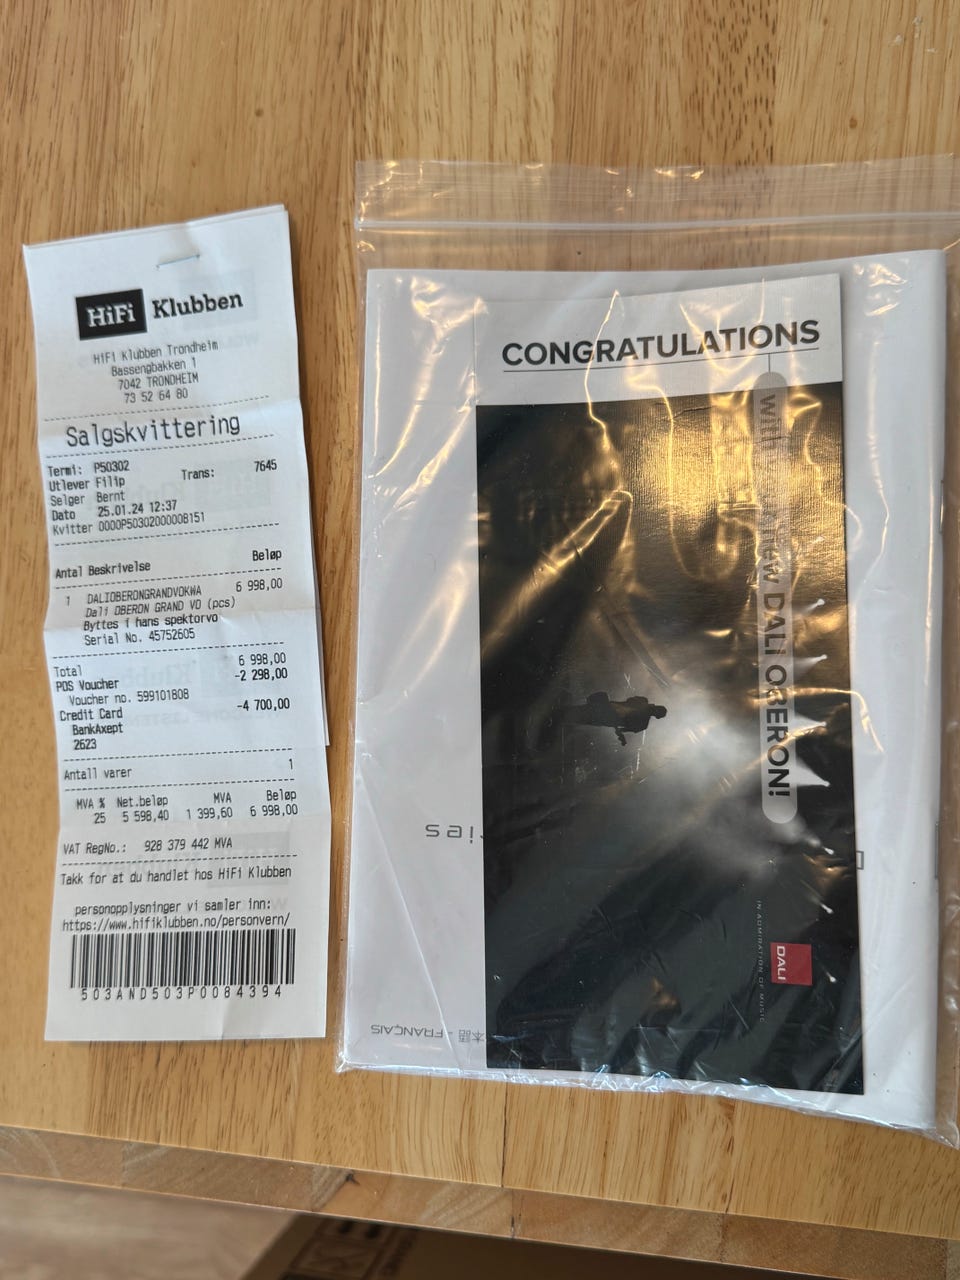 HiFi Klubben
HiFi Klubben Trondheim
Bassengbakken 1
7042 TRONDHEIM
73 52 64 80
Salgskvittering
Termi: P50302
Utlever Filip Trans: 7645
Selger Bernt
Dato 25.01.24 12:37
Kvitter 0000P50302000008151
Antal Beskrivelse Beløp
1 DALIOBERONGRANDVOKWA 6 998,00
Dali OBERON GRAND VO (pcs)
Byttes i hans spektorvo
Serial No. 45752605
Total 6 998,00
POS Voucher -2 298,00
Voucher no. 599101808
Credit Card -4 700,00
BankAxept
2623
Antall varer 1
MVA % Net.beløp MVA Beløp
25 5 598,40 1 399,60 6 998,00
VAT RegNo.: 928 379 442 MVA
Takk for at du handlet hos HiFi Klubben
personopplysninger vi samler inn:
https://www.hifiklubben.no/personvern/
503AND503P0084394
CONGRATULATIONS
DALI OBERON!
IN ADMIRATION OF MUSIC
DALI
FRANÇAIS